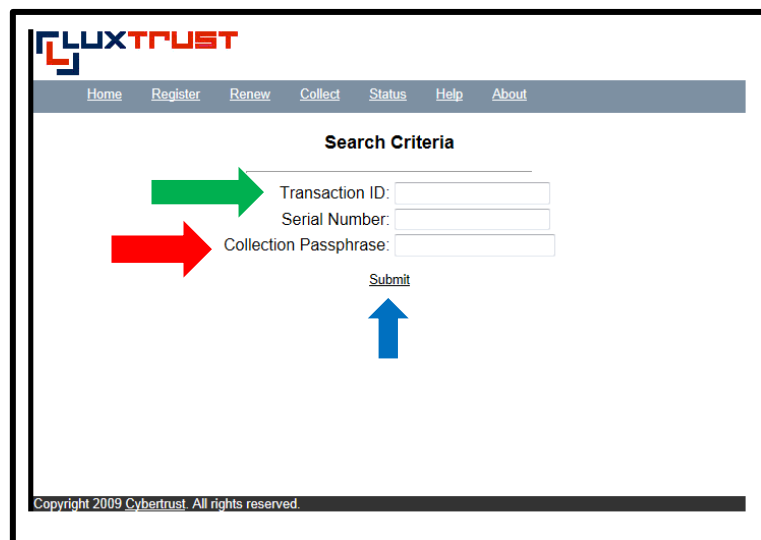 LUXTRUST
Home Register Renew Collect Status Help About
Search Criteria
Transaction ID:
Serial Number:
Collection Passphrase:
Submit
Copyright 2009 Cybertrust. All rights reserved.